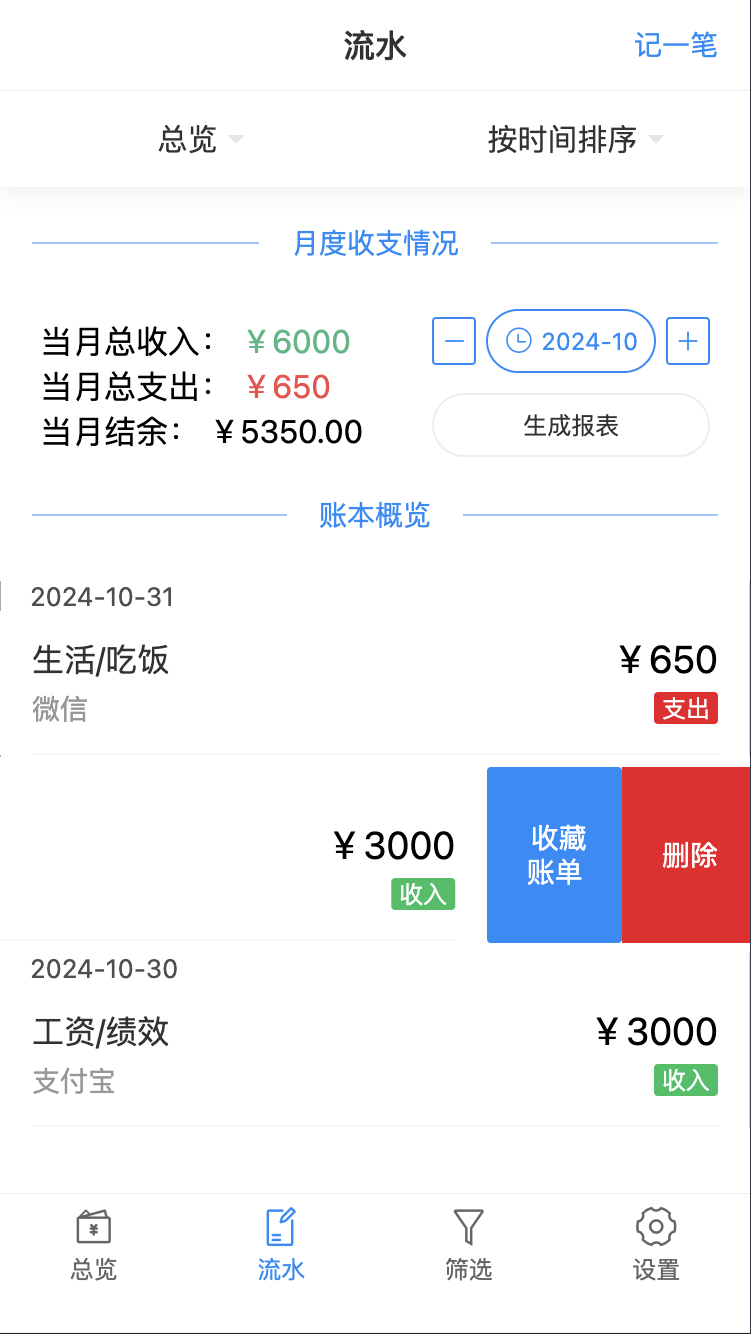 流水
记一笔
总览
按时间排序
月度收支情况
当月总收入： ￥6000
2024-10
当月总支出： ￥650
当月结余： ￥5350.00
生成报表
账本概览
2024-10-31
生活/吃饭
￥650
微信
支出
￥3000
收入
收藏
账单
删除
2024-10-30
工资/绩效
￥3000
支付宝
收入
总览
流水
筛选
设置